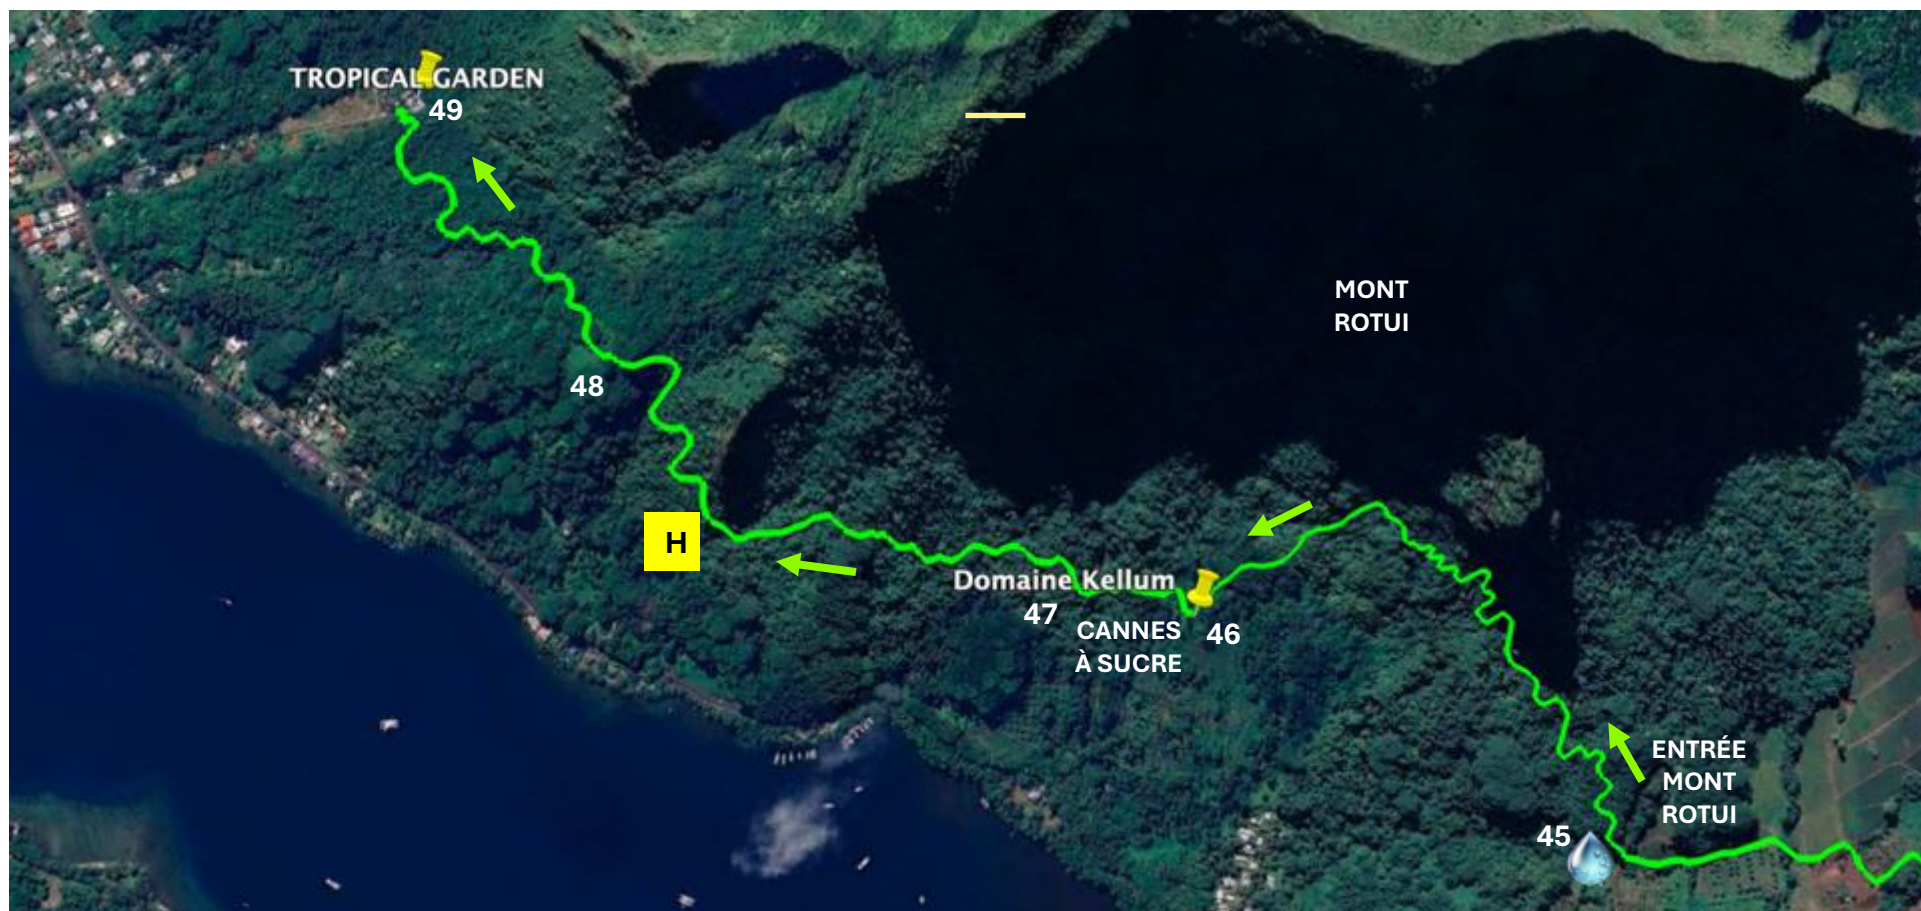 TROPICAL GARDEN
49
MONT
ROTUI
48
H
Domaine Kellum
47
CANNES
À SUCRE
46
ENTRÉE
MONT
ROTUI
45